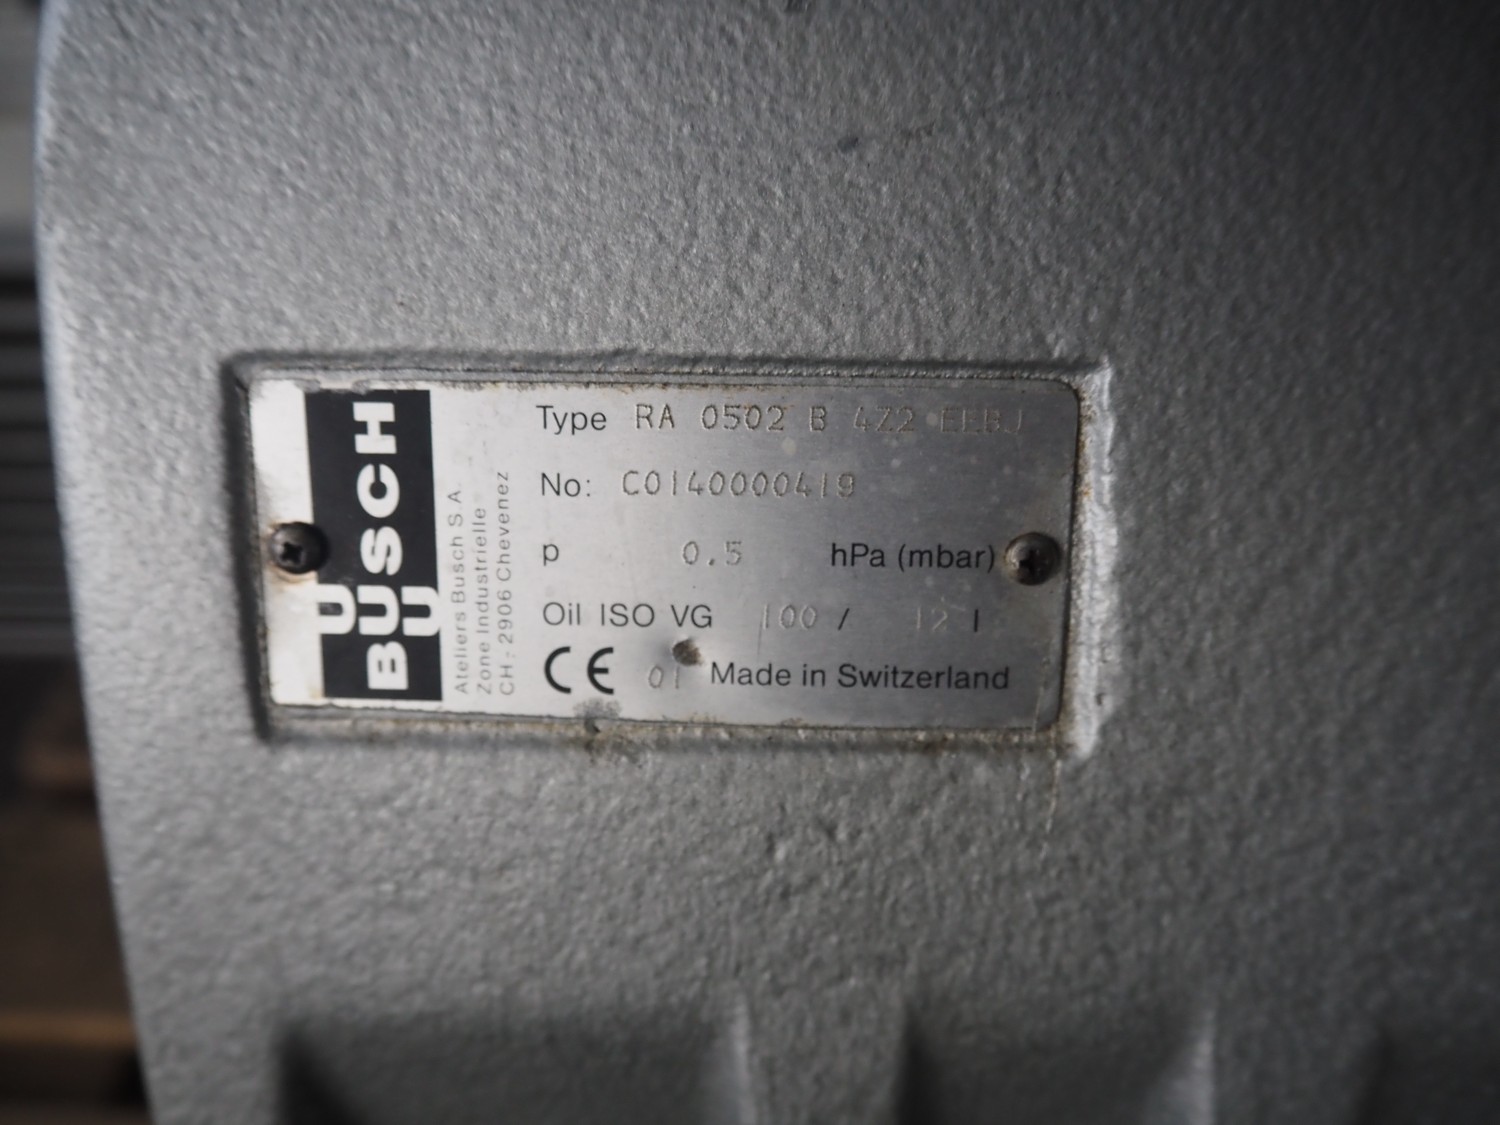 BUSCH
Ateliers Busch S.A.
Zone Industrielle
CH - 2906 Chevenez
Type RA 0502 B 4Z2
No: C0140000419
p 0.5 hPa (mbar)
Oil ISO VG 100 / 12 l
CE 01 Made in Switzerland